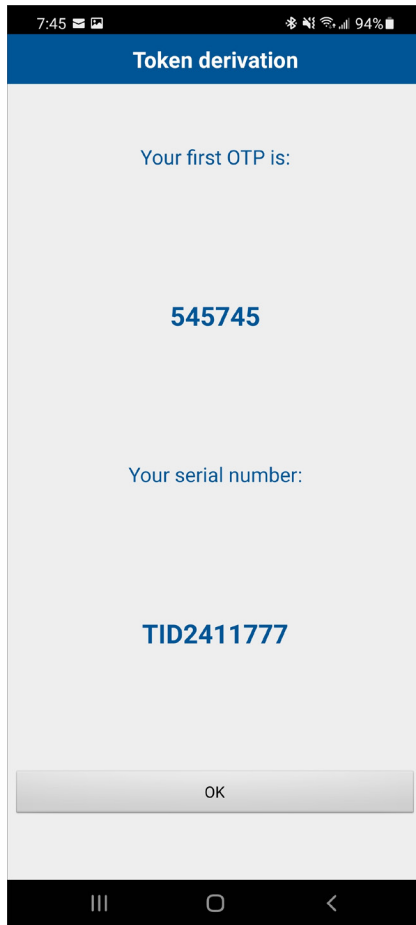 7:45 94%
Token derivation
Your first OTP is:
545745
Your serial number:
TID2411777
OK